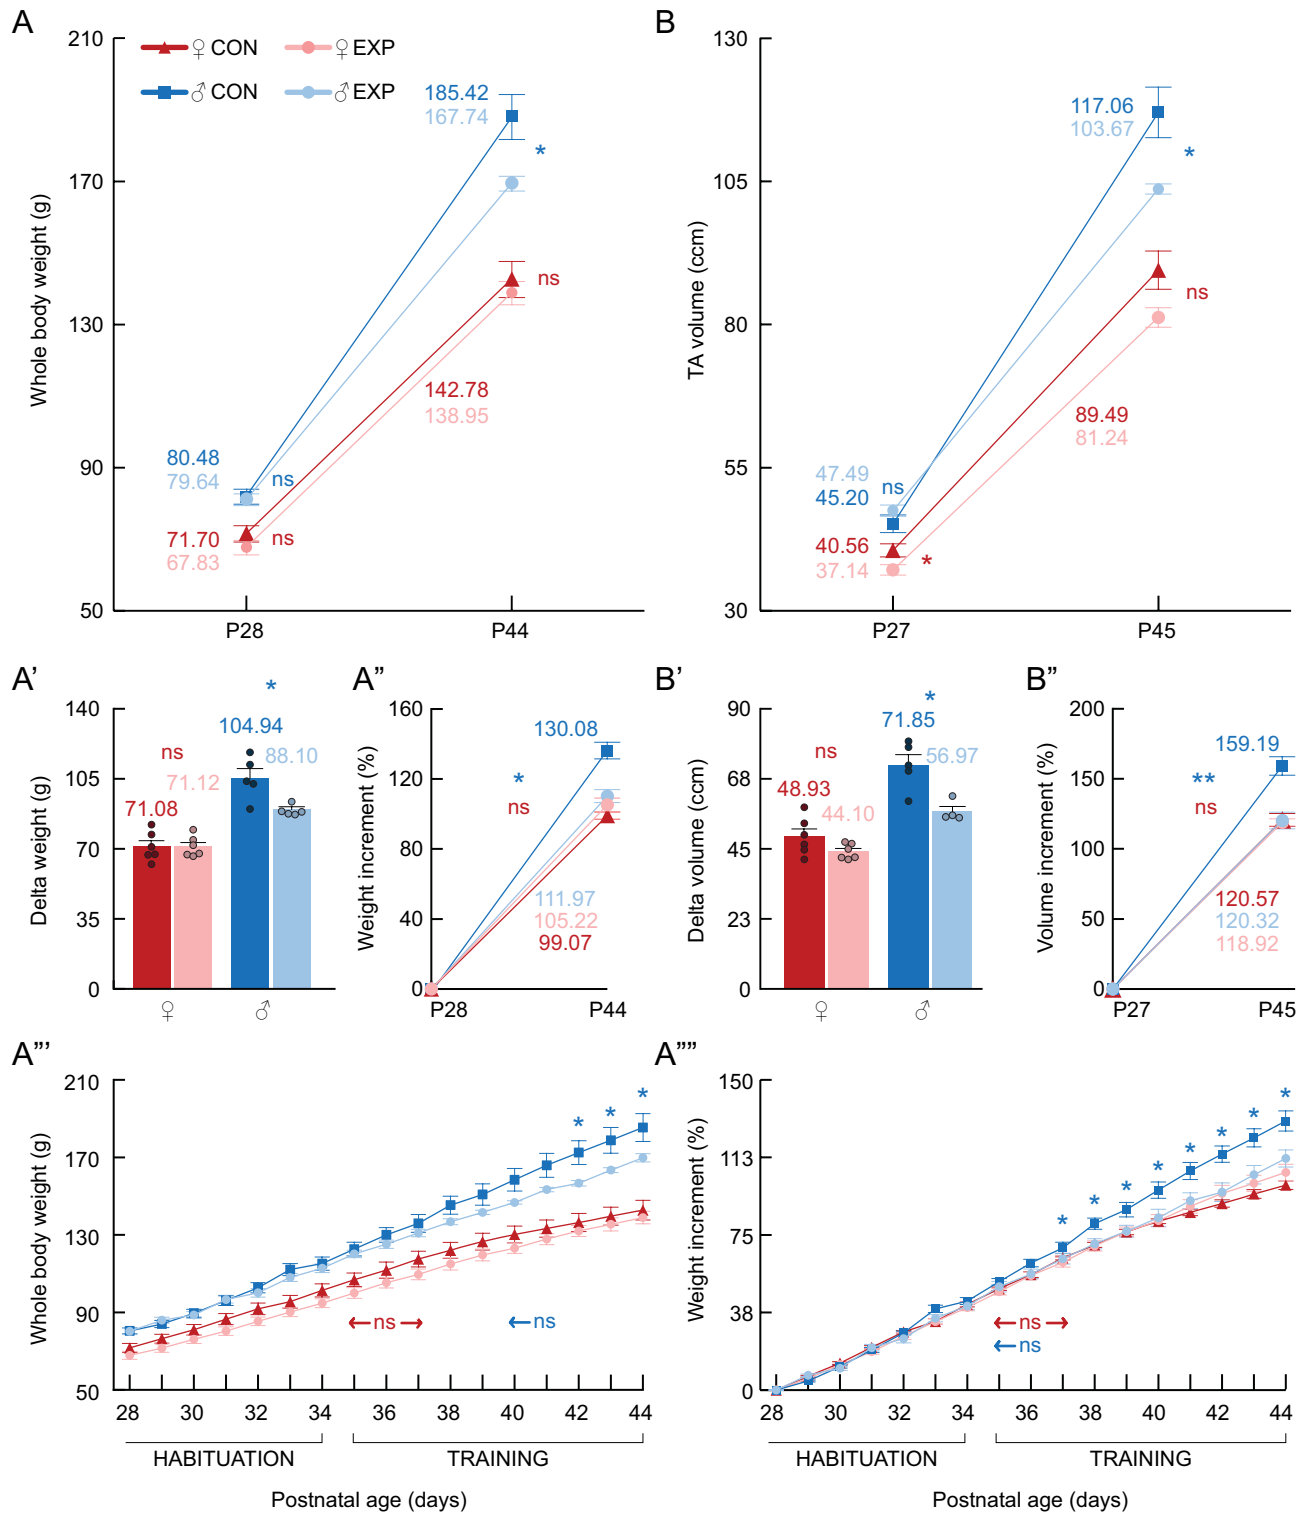 A
♀ CON
♀ EXP
♂ CON
♂ EXP
Whole body weight (g)
210
170
130
90
50
185.42
167.74
*
ns
142.78
138.95
80.48
79.64
ns
71.70
67.83
ns
P28
P44
B
TA volume (ccm)
130
105
80
55
30
117.06
103.67
*
ns
89.49
81.24
47.49
45.20
ns
40.56
37.14
*
P27
P45
A’
Delta weight (g)
140
105
70
35
0
*
104.94
88.10
ns
71.12
71.08
♀
♂
A”
Weight increment (%)
160
120
80
40
0
130.08
*
ns
111.97
105.22
99.07
P28
P44
B’
Delta volume (ccm)
90
68
45
23
0
*
71.85
56.97
ns
48.93
44.10
♀
♂
B”
Volume increment (%)
200
150
100
50
0
159.19
**
ns
120.57
120.32
118.92
P27
P45
A”’
Whole body weight (g)
210
170
130
90
50
* * *
←ns→
←ns
28 30 32 34 36 38 40 42 44
HABITUATION
TRAINING
Postnatal age (days)
A””
Weight increment (%)
150
113
75
38
0
* * * * * * * *
←ns→
←ns
28 30 32 34 36 38 40 42 44
HABITUATION
TRAINING
Postnatal age (days)